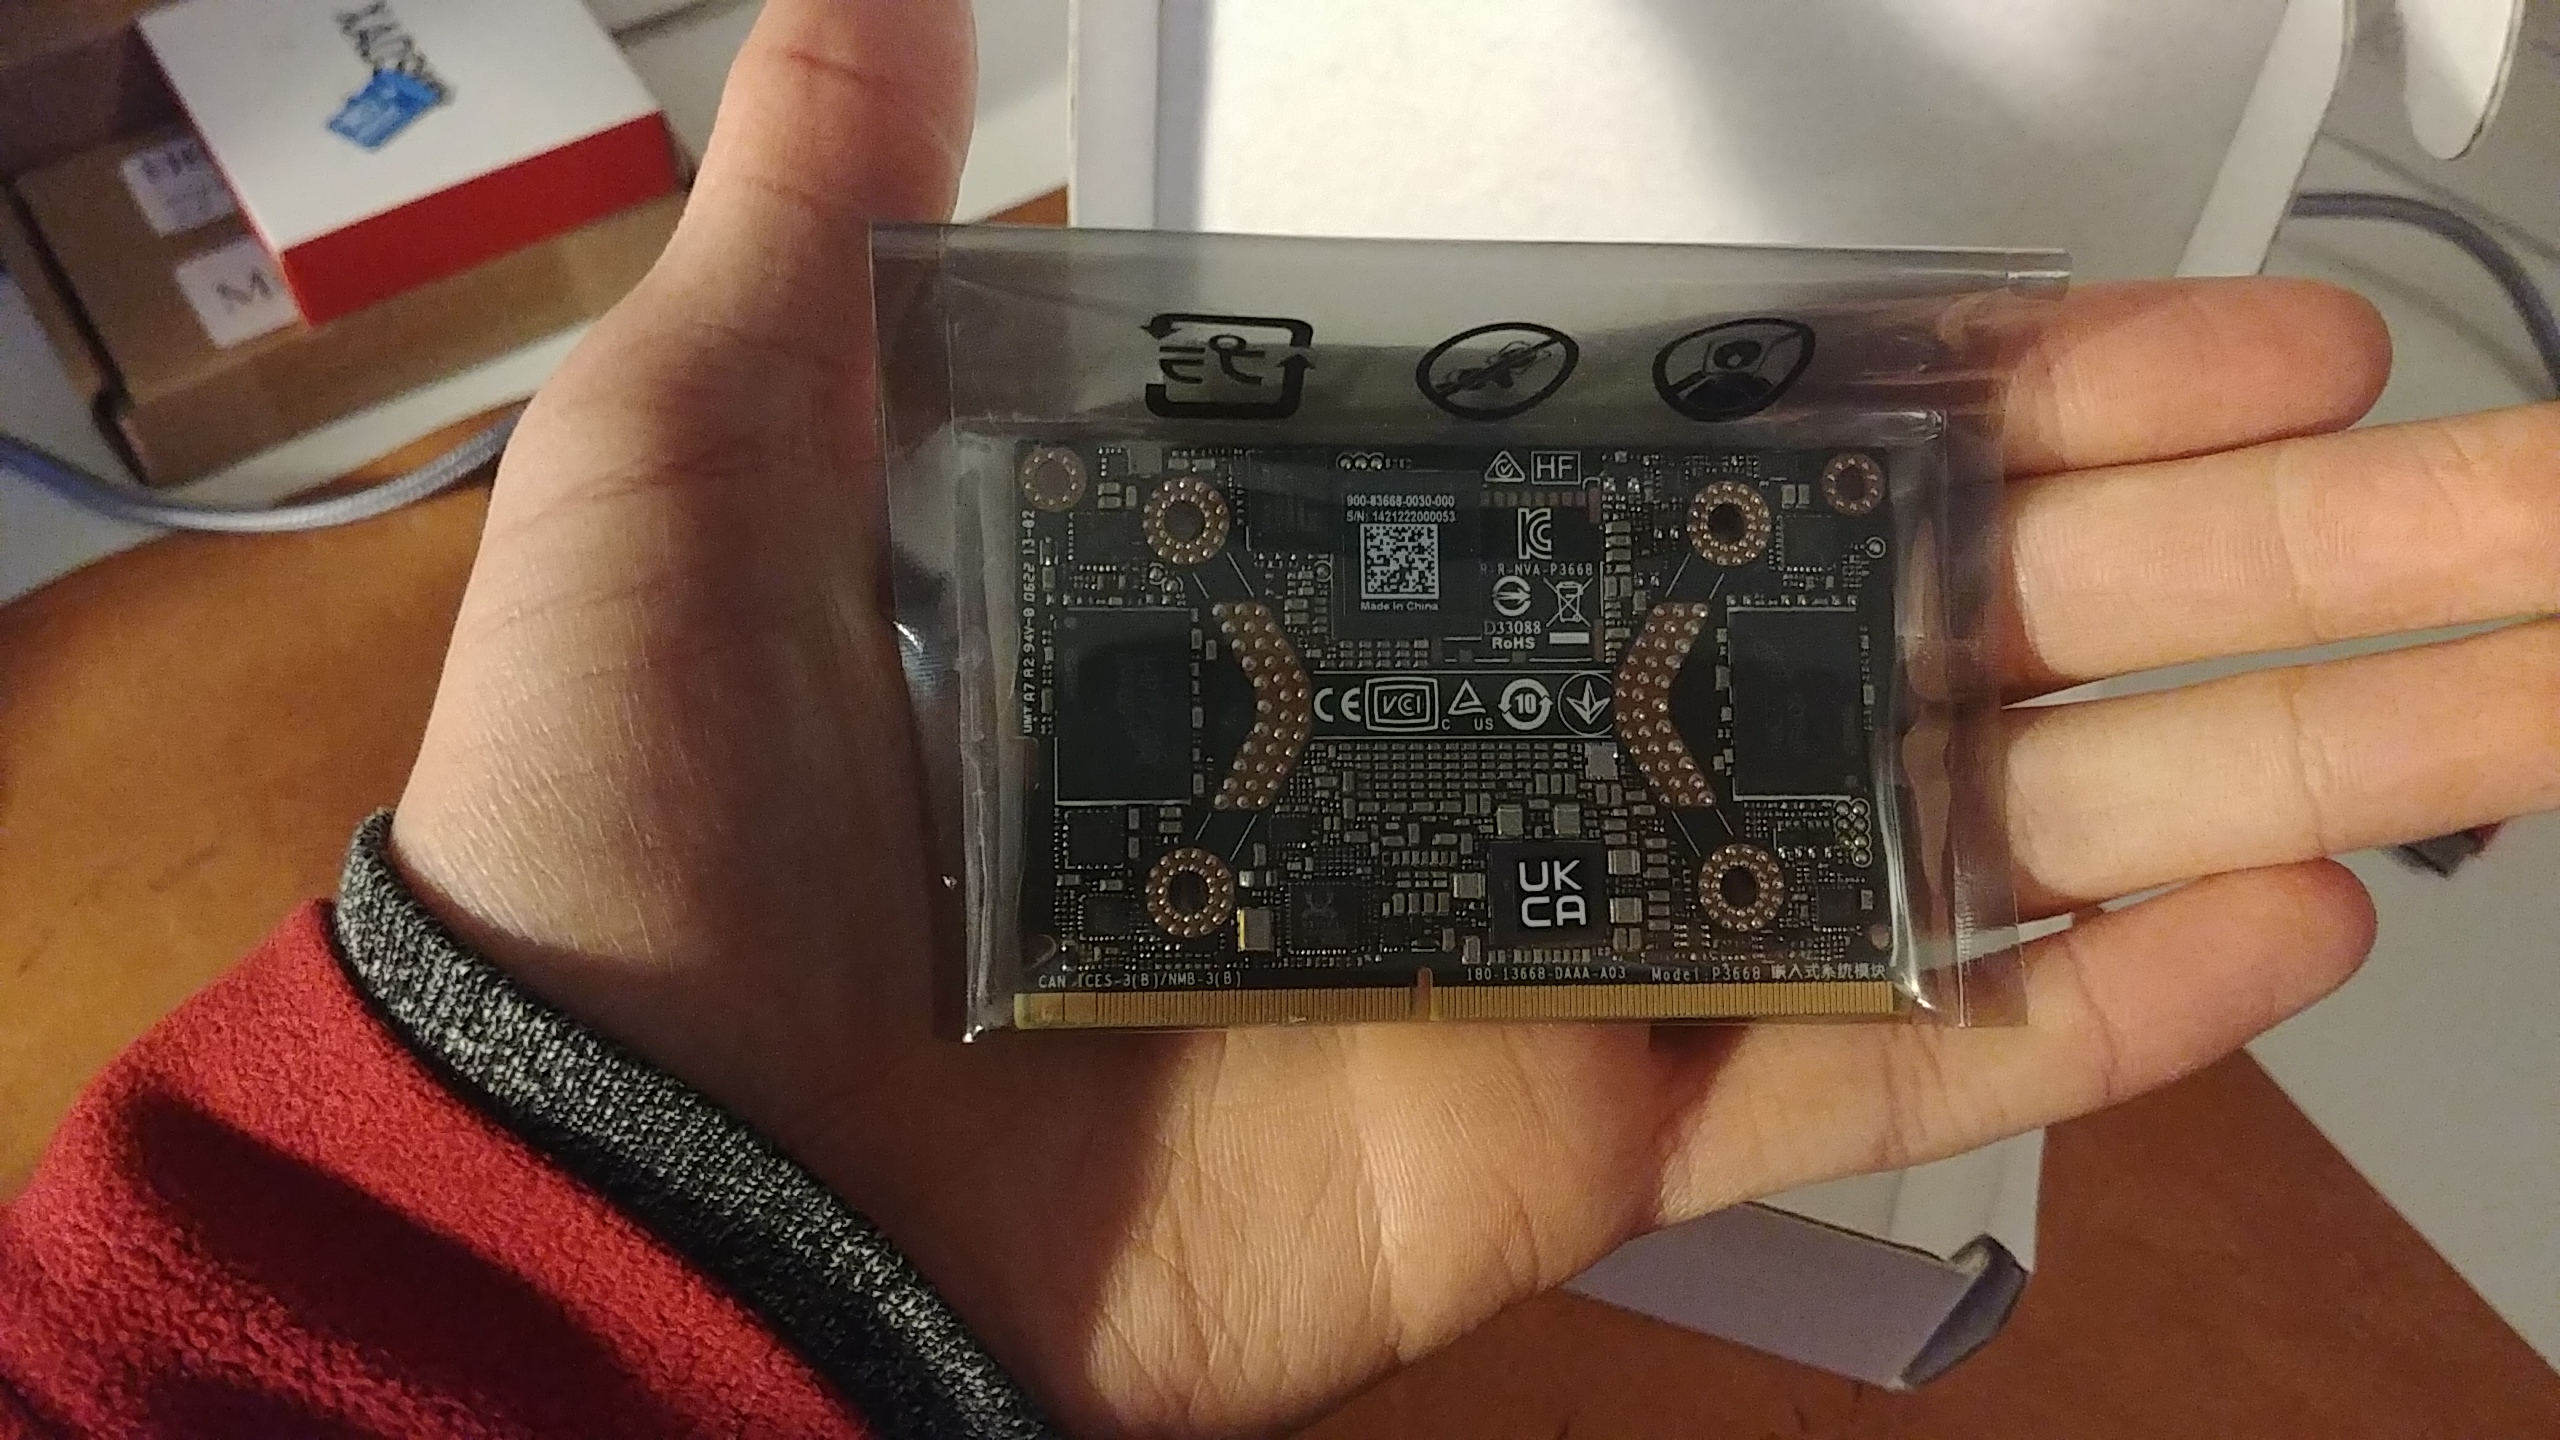 M
HF
900-83668-0030-000
S/N: 1421222000053
R-R-NVA-P3668
Made in China
D33088
RoHS
UMT A7 A2 94V-0 0622 13-02
CE VCI C US 10
UK
CA
CAN ICES-3(B)/NMB-3(B)
180-13668-DAAA-A03 Model:P3668 嵌入式系統模块